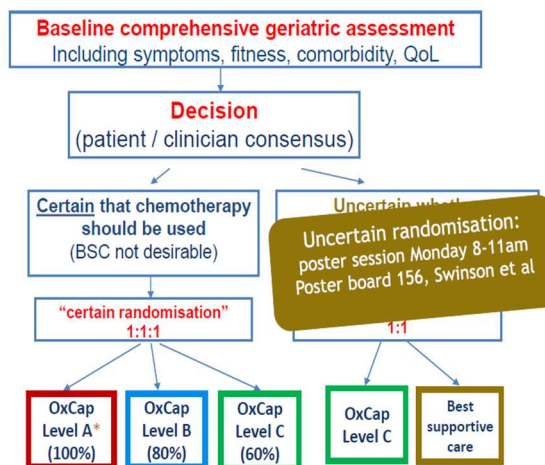 Baseline comprehensive geriatric assessment
Including symptoms, fitness, comorbidity, QoL
Decision
(patient / clinician consensus)
Certain that chemotherapy
should be used
(BSC not desirable)
Uncertain
Uncertain randomisation:
poster session Monday 8-11am
Poster board 156, Swinson et al
"certain randomisation"
1:1:1
1:1
OxCap
Level A*
(100%)
OxCap
Level B
(80%)
OxCap
Level C
(60%)
OxCap
Level C
Best
supportive
care